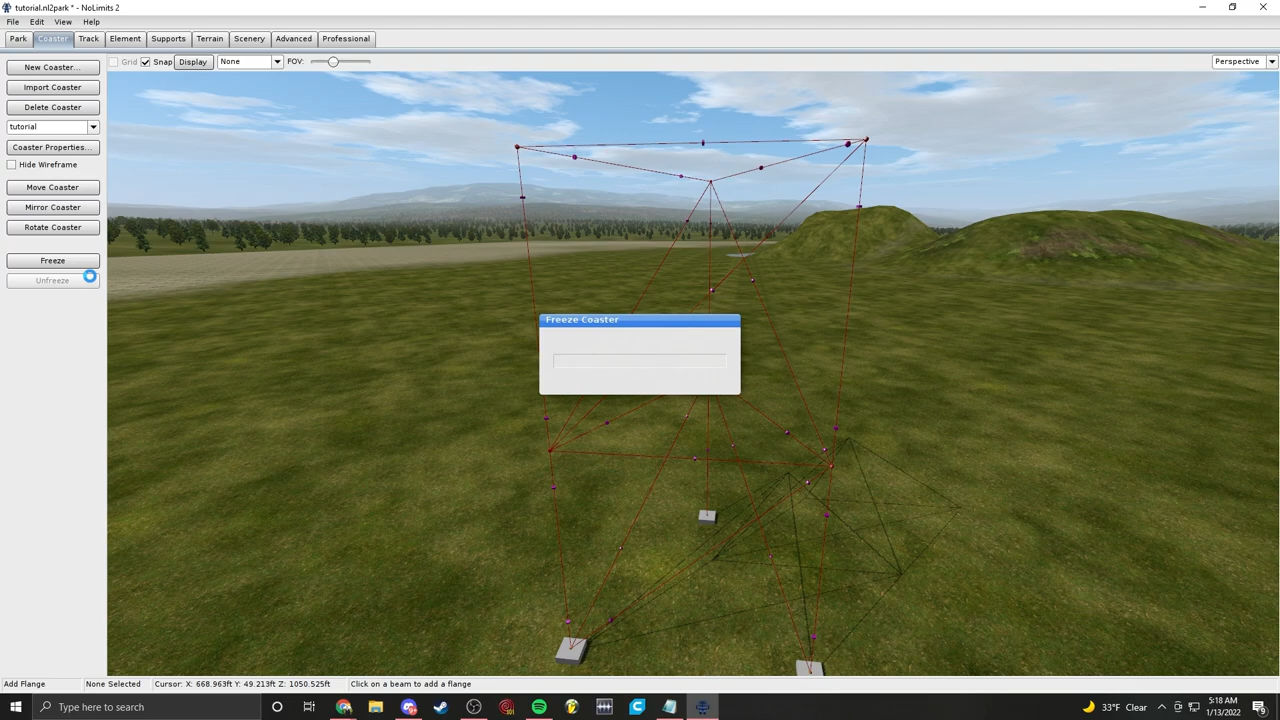 tutorial.nl2park * - NoLimits 2
File Edit View Help
Park Coaster Track Element Supports Terrain Scenery Advanced Professional
New Coaster...
Import Coaster
Delete Coaster
tutorial
Coaster Properties...
Hide Wireframe
Move Coaster
Mirror Coaster
Rotate Coaster
Freeze
Unfreeze
Grid Snap Display None FOV: Perspective
Freeze Coaster
Add Flange None Selected Cursor: X: 668.963ft Y: 49.213ft Z: 1050.525ft Click on a beam to add a flange
Type here to search
33°F Clear
5:18 AM
1/13/2022